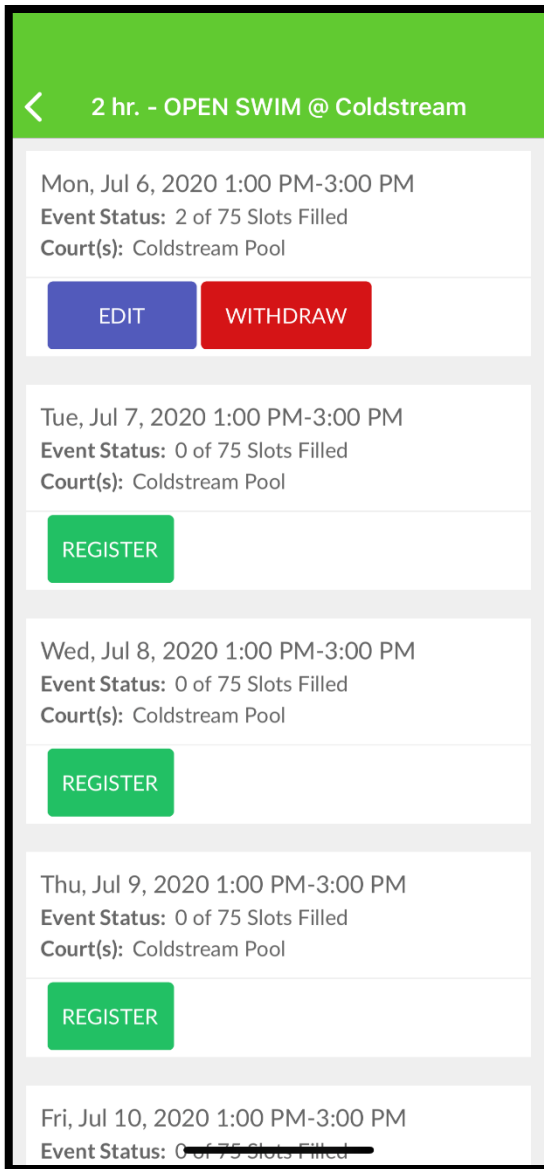 2 hr. - OPEN SWIM @ Coldstream
Mon, Jul 6, 2020 1:00 PM-3:00 PM
Event Status: 2 of 75 Slots Filled
Court(s): Coldstream Pool
EDIT WITHDRAW
Tue, Jul 7, 2020 1:00 PM-3:00 PM
Event Status: 0 of 75 Slots Filled
Court(s): Coldstream Pool
REGISTER
Wed, Jul 8, 2020 1:00 PM-3:00 PM
Event Status: 0 of 75 Slots Filled
Court(s): Coldstream Pool
REGISTER
Thu, Jul 9, 2020 1:00 PM-3:00 PM
Event Status: 0 of 75 Slots Filled
Court(s): Coldstream Pool
REGISTER
Fri, Jul 10, 2020 1:00 PM-3:00 PM
Event Status: 0 of 75 Slots Filled